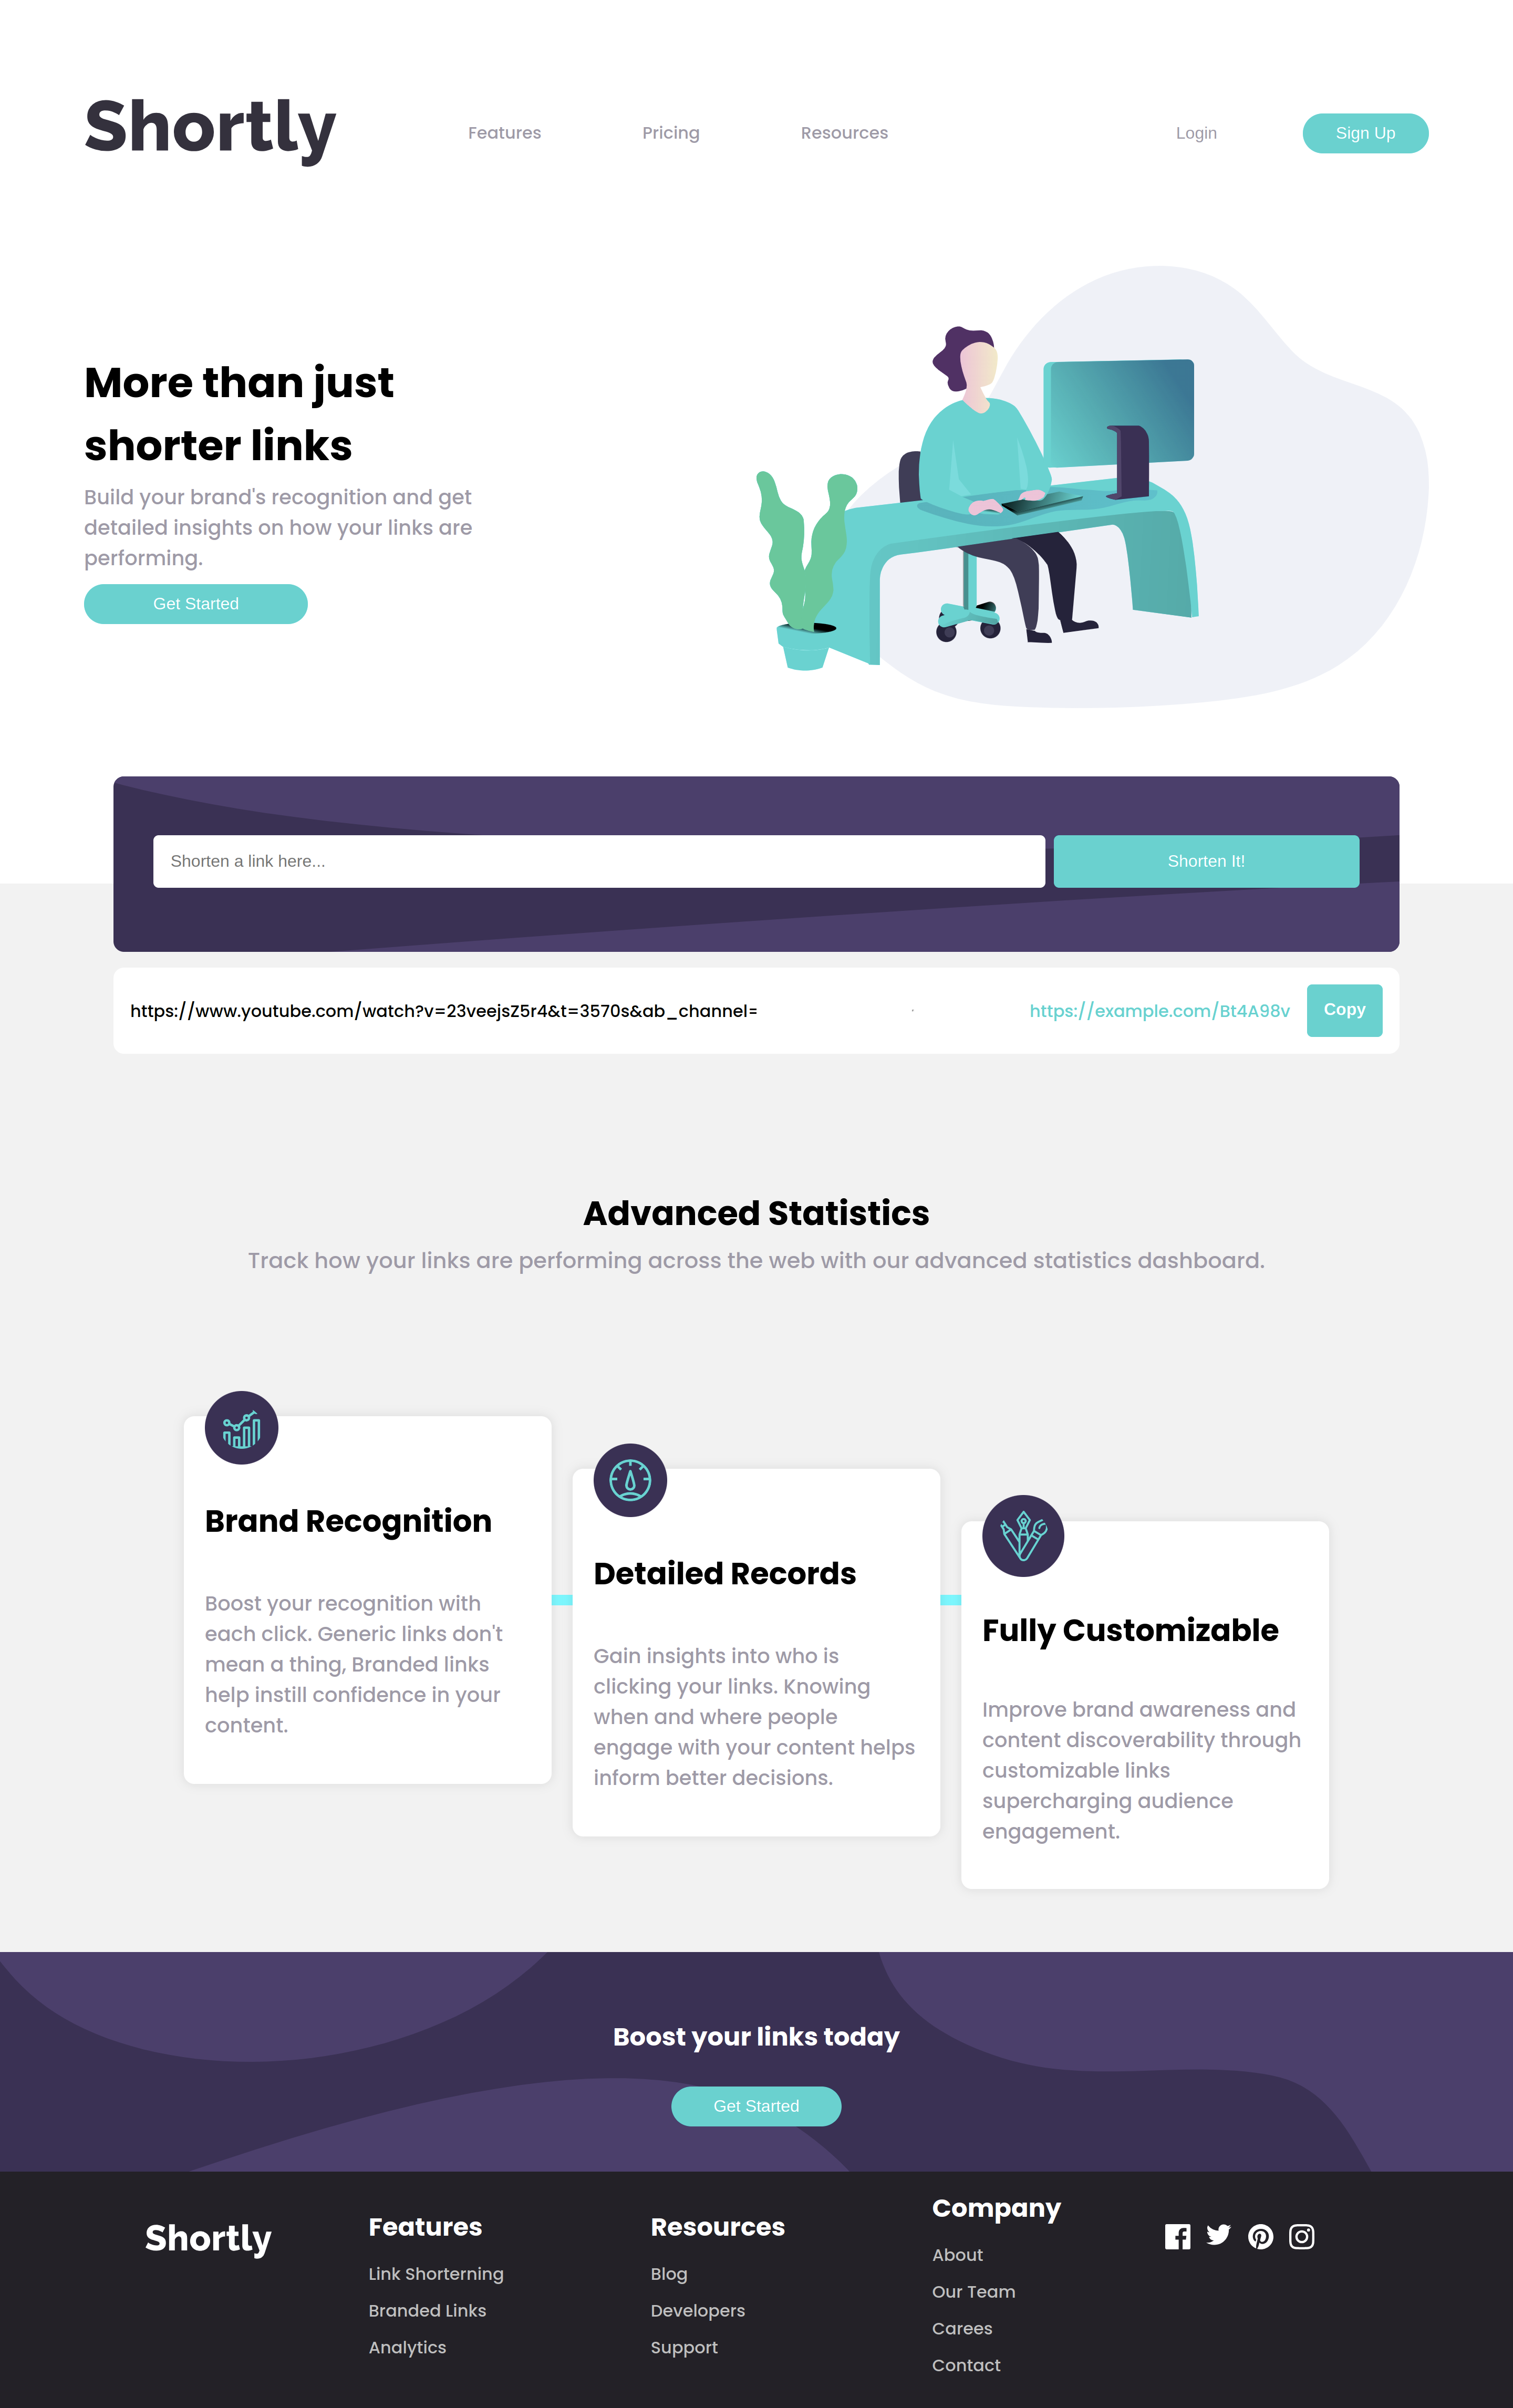 Shortly
Features
Pricing
Resources
Login
Sign Up
More than just
shorter links
Build your brand's recognition and get
detailed insights on how your links are
performing.
Get Started
Shorten a link here...
Shorten It!
https://www.youtube.com/watch?v=23veejsZ5r4&t=3570s&ab_channel=
https://example.com/Bt4A98v
Copy
Advanced Statistics
Track how your links are performing across the web with our advanced statistics dashboard.
Brand Recognition
Boost your recognition with
each click. Generic links don't
mean a thing, Branded links
help instill confidence in your
content.
Detailed Records
Gain insights into who is
clicking your links. Knowing
when and where people
engage with your content helps
inform better decisions.
Fully Customizable
Improve brand awareness and
content discoverability through
customizable links
supercharging audience
engagement.
Boost your links today
Get Started
Shortly
Features
Link Shorterning
Branded Links
Analytics
Resources
Blog
Developers
Support
Company
About
Our Team
Carees
Contact